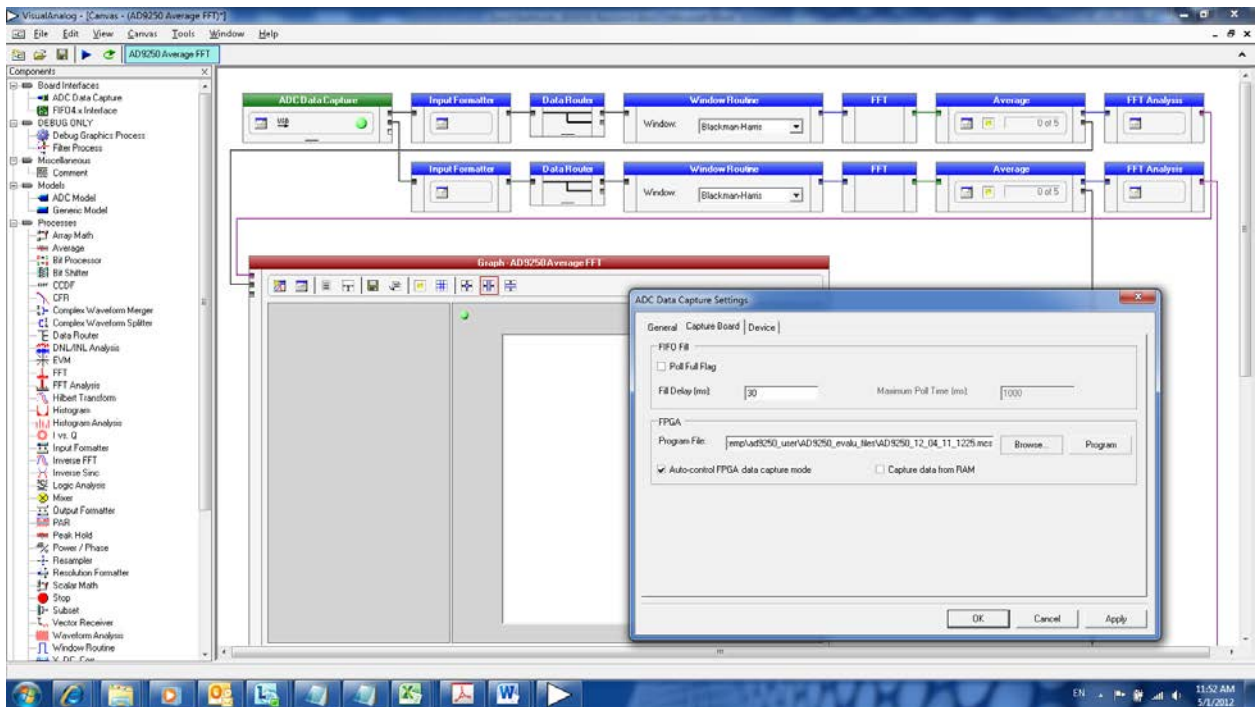 VisualAnalog - [Canvas - (AD9250 Average FFT)*]
File Edit View Canvas Tools Window Help
AD9250 Average FFT
Components
Board Interfaces
ADC Data Capture
FIFO4.x Interface
DEBUG ONLY
Debug Graphics Process
Filter Process
Miscellaneous
Comment
Models
ADC Model
Generic Model
Processes
Array Math
Average
Bit Processor
Bit Shifter
CCDF
CFR
Complex Waveform Merger
Complex Waveform Splitter
Data Router
DNL/INL Analysis
EVM
FFT
FFT Analysis
Hilbert Transform
Histogram
Histogram Analysis
I vs. Q
Input Formatter
Inverse FFT
Inverse Sinc
Logic Analysis
Mixer
Output Formatter
PAR
Peak Hold
Power / Phase
Resampler
Resolution Formatter
Scalar Math
Stop
Subset
Vector Receiver
Waveform Analysis
Window Routine
ADC Data Capture Input Formatter Data Router Window Routine FFT Average FFT Analysis
USB Window: Blackman-Harris 0 of 5
Input Formatter Data Router Window Routine FFT Average FFT Analysis
Window: Blackman-Harris 0 of 5
Graph - AD9250 Average FFT
ADC Data Capture Settings
General Capture Board Device
FIFO Fill
Poll Full Flag
Fill Delay (ms): 30 Maximum Poll Time (ms): 1000
FPGA
Program File: emp\ad9250_user\AD9250_evalu_files\AD9250_12_04_11_1225.mcs Browse... Program
Auto-control FPGA data capture mode Capture data from RAM
OK Cancel Apply
EN 11:52 AM
5/1/2012